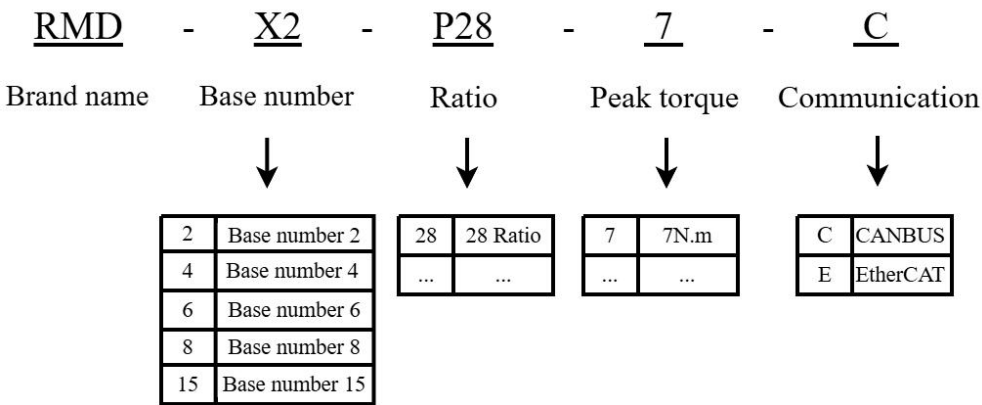 RMD - X2 - P28 - 7 - C
Brand name Base number Ratio Peak torque Communication
2 Base number 2 28 28 Ratio 7 7N.m C CANBUS
4 Base number 4 ... ... ... ... E EtherCAT
6 Base number 6
8 Base number 8
15 Base number 15